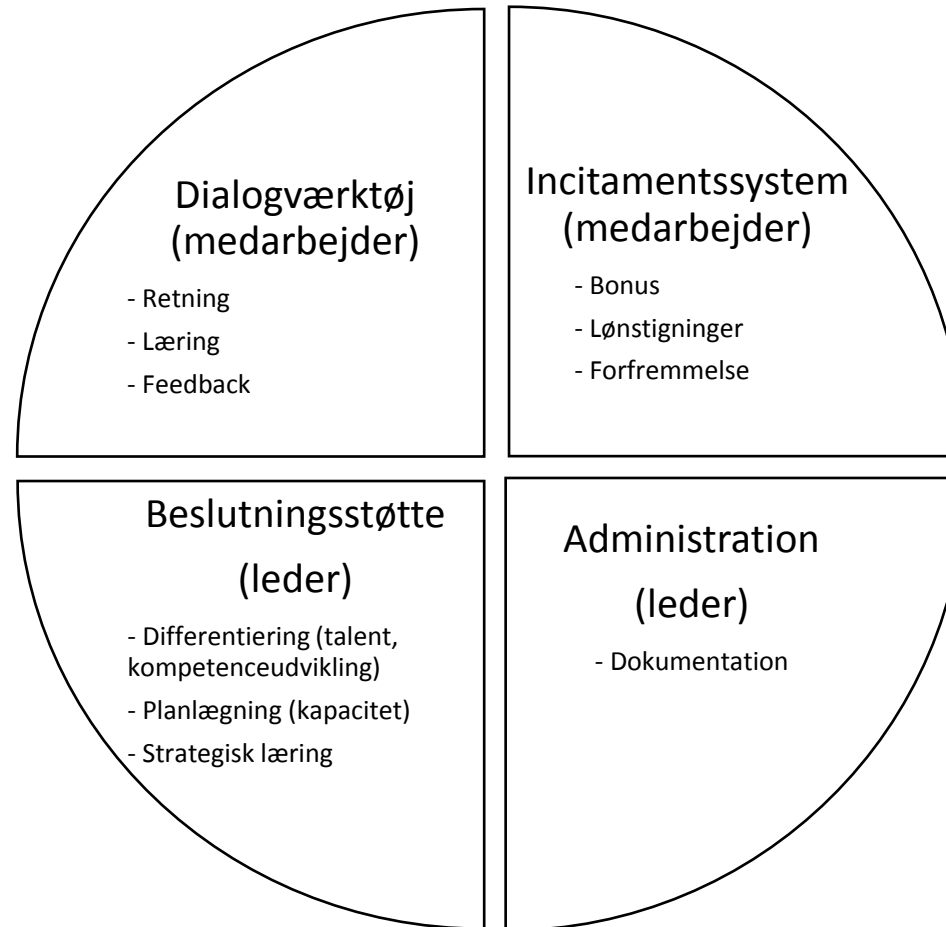 Dialogværktøj
(medarbejder)
- Retning
- Læring
- Feedback
Incitamentssystem
(medarbejder)
- Bonus
- Lønstigninger
- Forfremmelse
Beslutningsstøtte
(leder)
- Differentiering (talent,
kompetenceudvikling)
- Planlægning (kapacitet)
- Strategisk læring
Administration
(leder)
- Dokumentation